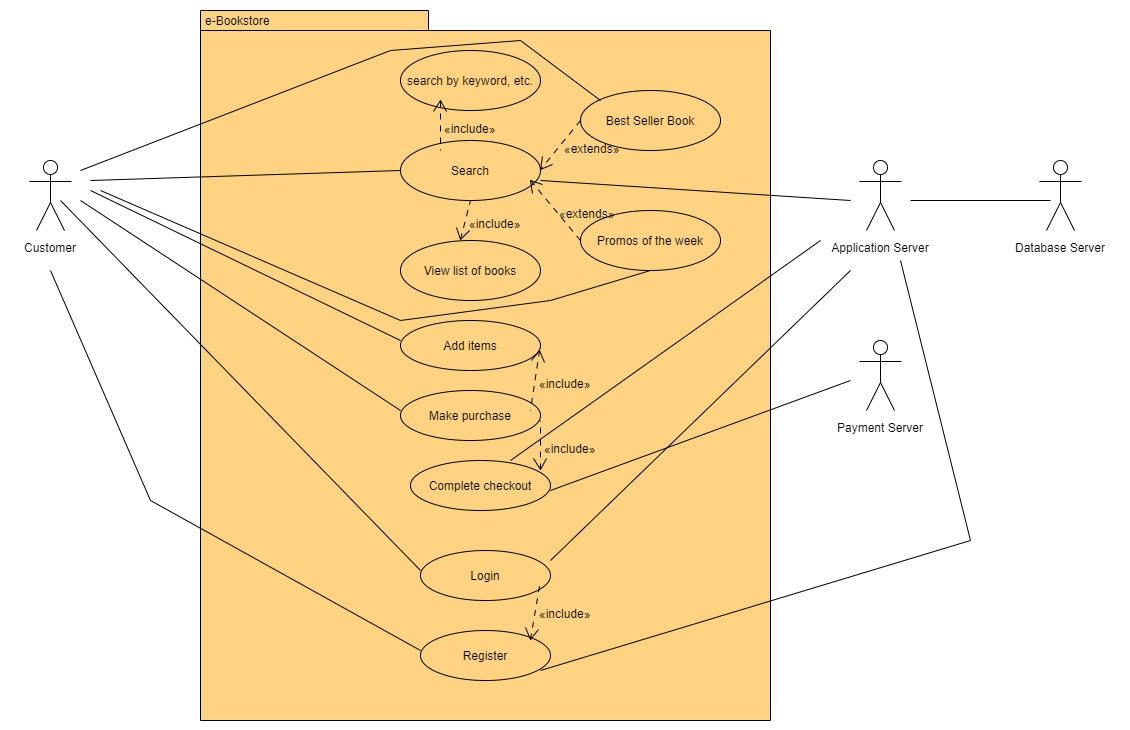 e-Bookstore
search by keyword, etc.
Best Seller Book
«include»
«extends»
Search
«extends»
«include»
Promos of the week
Customer
Application Server
Database Server
View list of books
Add items
«include»
Make purchase
Payment Server
«include»
Complete checkout
Login
«include»
Register